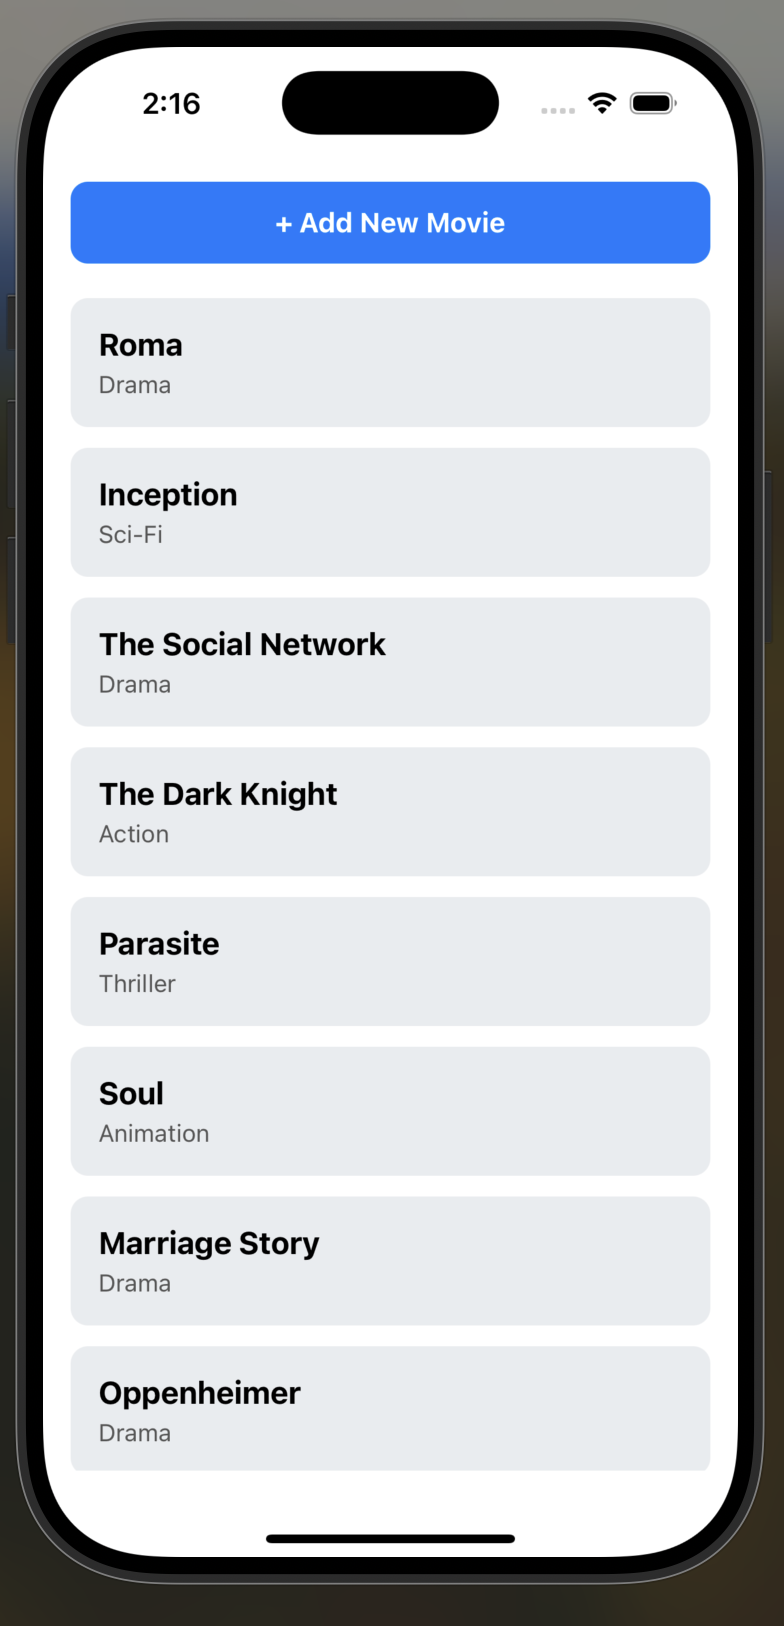 2:16
+ Add New Movie
Roma
Drama
Inception
Sci-Fi
The Social Network
Drama
The Dark Knight
Action
Parasite
Thriller
Soul
Animation
Marriage Story
Drama
Oppenheimer
Drama